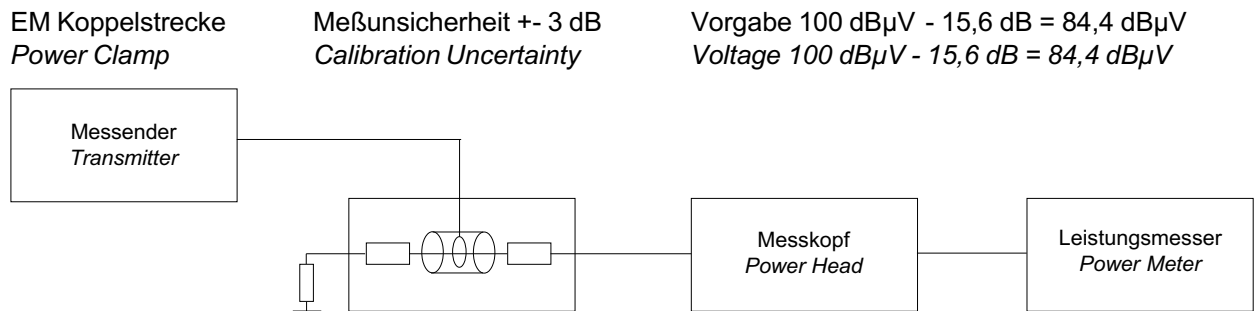 EM Koppelstrecke
Power Clamp
Meßunsicherheit +- 3 dB
Calibration Uncertainty
Vorgabe 100 dBµV - 15,6 dB = 84,4 dBµV
Voltage 100 dBµV - 15,6 dB = 84,4 dBµV
Messender
Transmitter
Messkopf
Power Head
Leistungsmesser
Power Meter